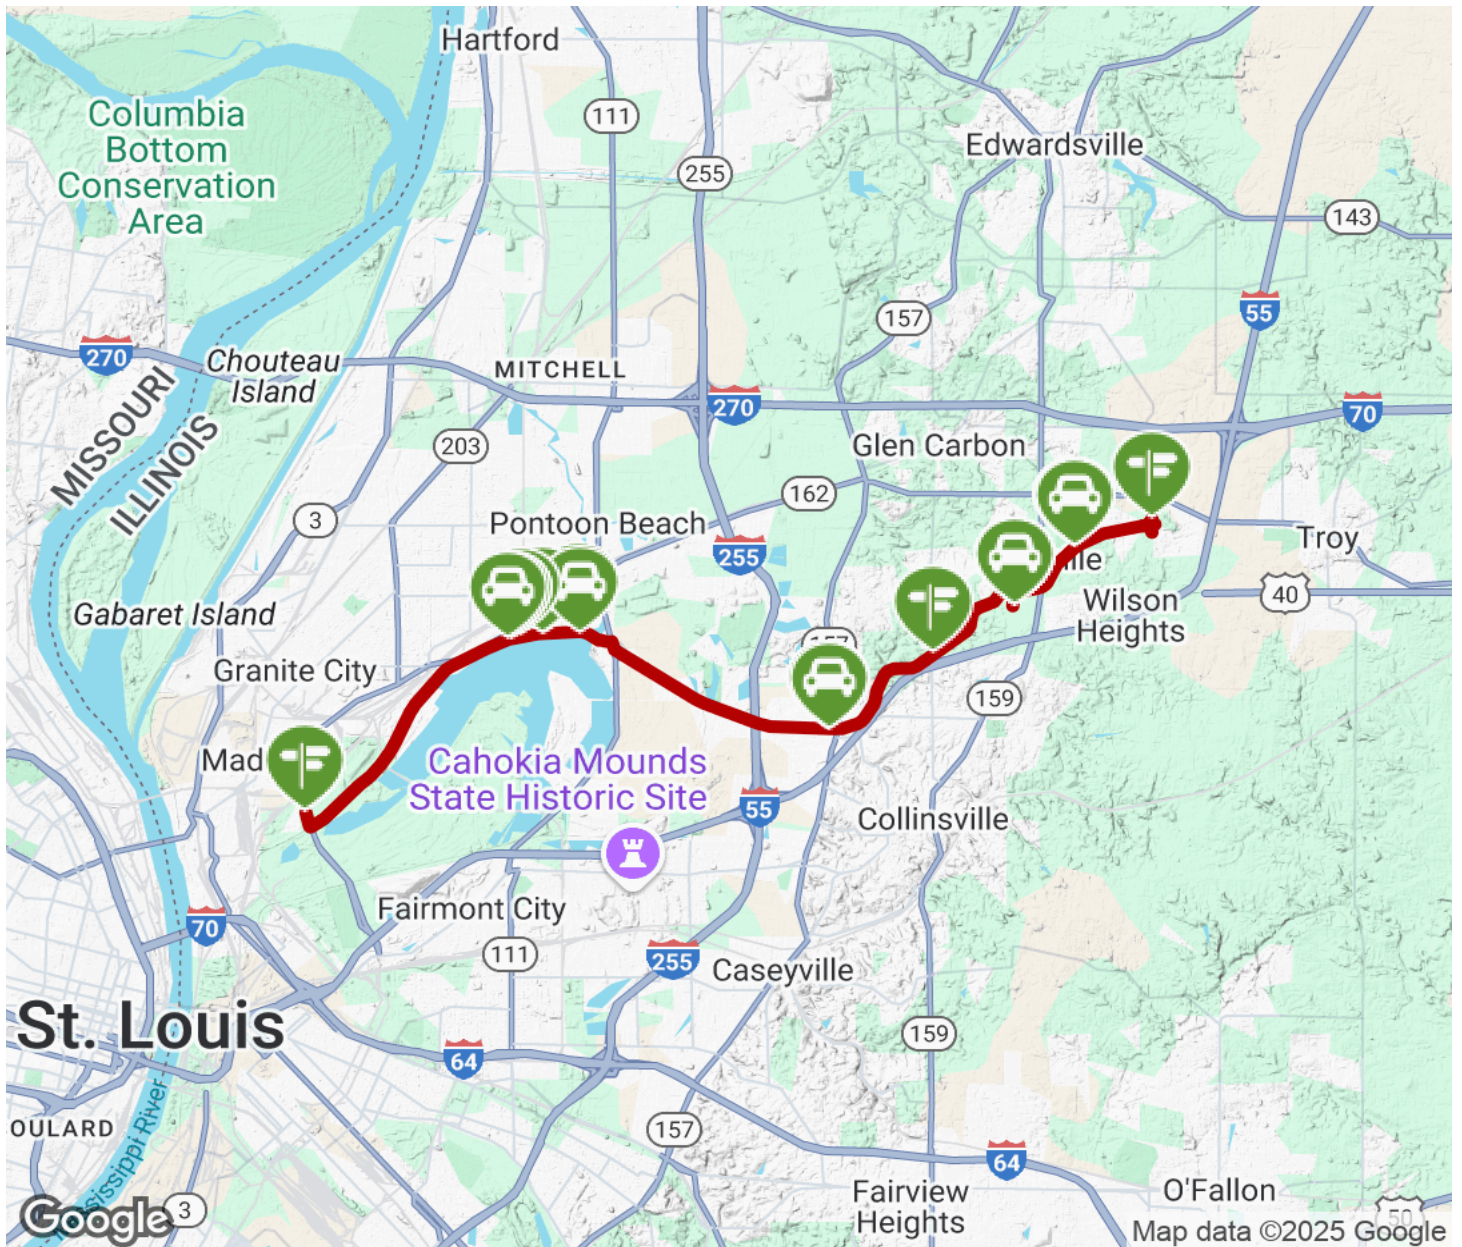 Hartford
Columbia
Bottom
Conservation
Area
111
Edwardsville
255
143
157
55
270
Chouteau
Island
MITCHELL
270
70
MISSOURI
ILLINOIS
203
Glen Carbon
162
3
Pontoon Beach
255
Troy
ille
40
Gabaret Island
Wilson
Heights
157
Granite City
159
Mad
Cahokia Mounds
State Historic Site
55
Collinsville
Fairmont City
70
111
255
Caseyville
St. Louis
64
159
OULARD
157
64
Mississippi River
Fairview
Heights
O'Fallon
3
50
Google
Map data ©2025 Google